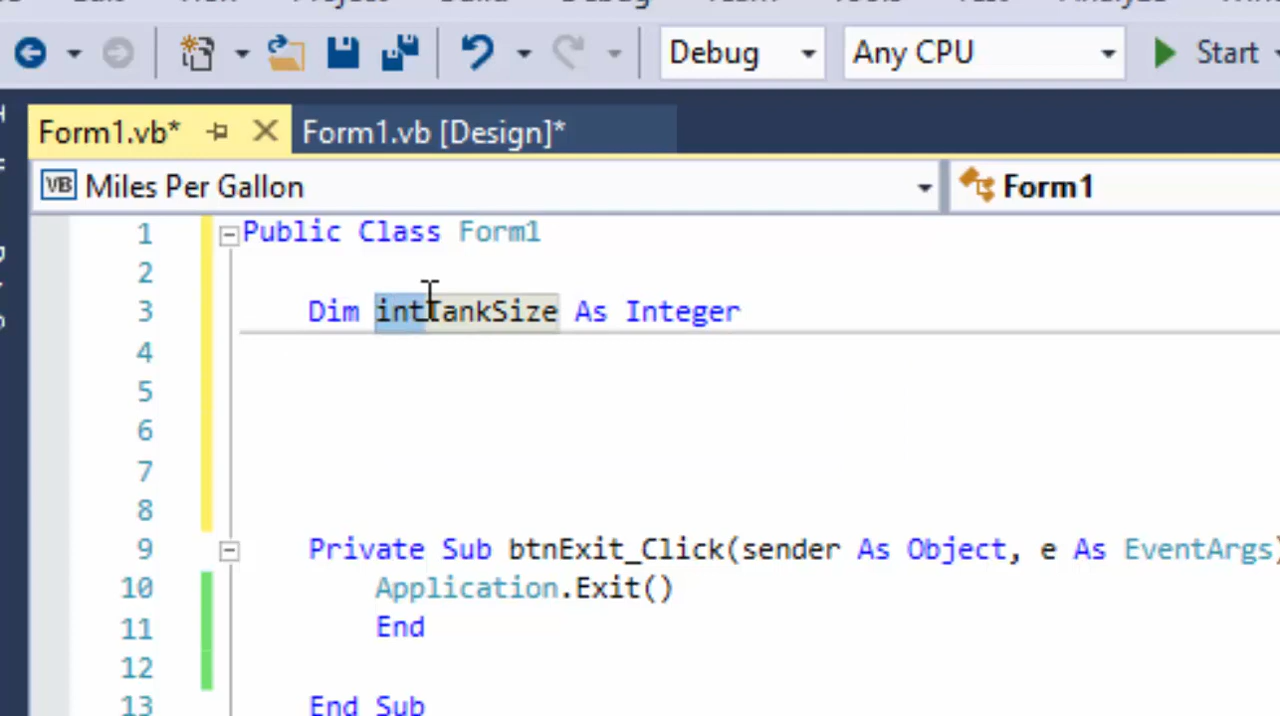 Debug Any CPU Start
Form1.vb* Form1.vb [Design]*
VB Miles Per Gallon Form1
1 Public Class Form1
2
3 Dim intTankSize As Integer
4
5
6
7
8
9 Private Sub btnExit_Click(sender As Object, e As EventArgs)
10 Application.Exit()
11 End
12
13 End Sub